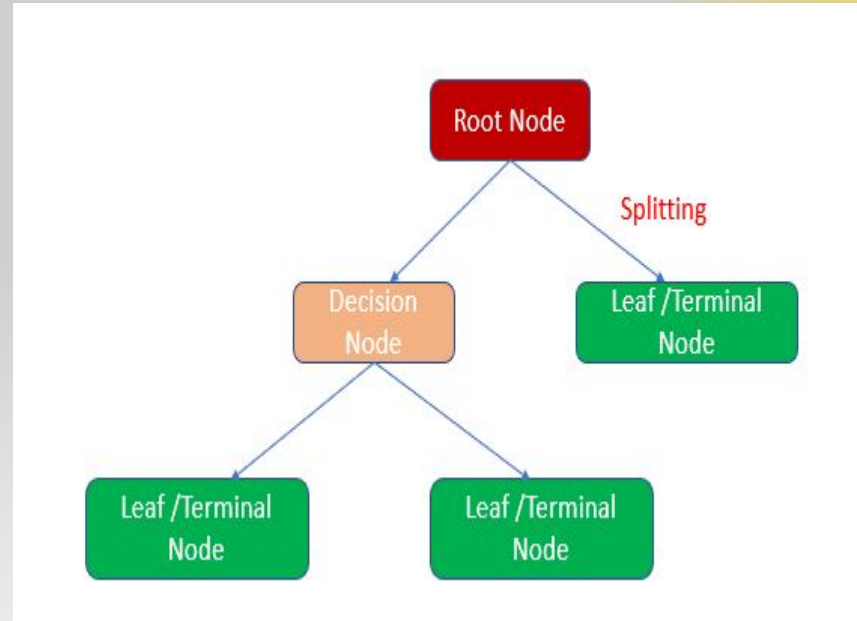 Root Node
Splitting
Decision
Node
Leaf /Terminal
Node
Leaf /Terminal
Node
Leaf /Terminal
Node